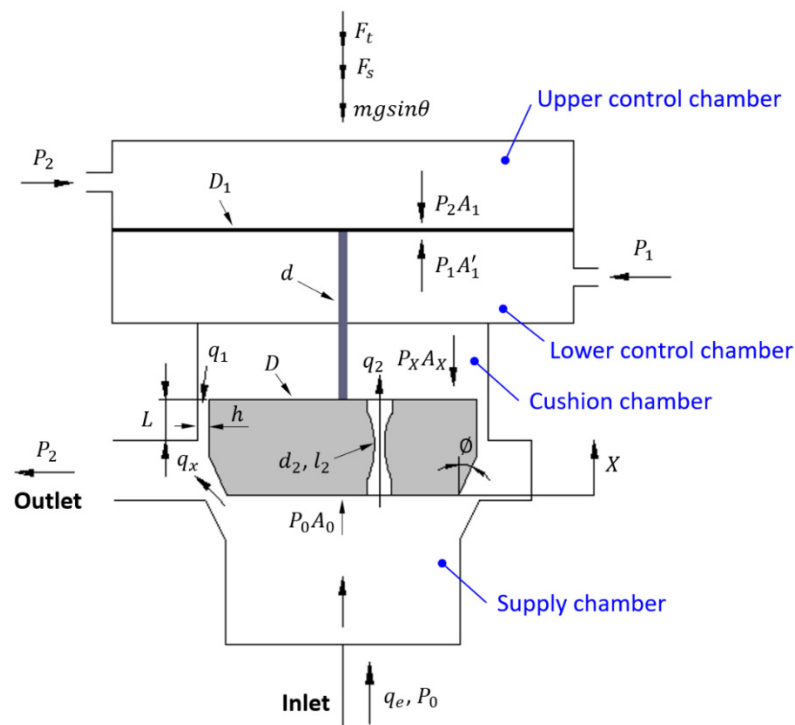 F_t
F_s
mgsinθ
Upper control chamber
P_2
D_1
P_2A_1
P_1A'_1
P_1
d
Lower control chamber
q_1
D
q_2
P_XA_X
Cushion chamber
L
h
P_2
d_2, l_2
Ø
X
q_x
Outlet
P_0A_0
Supply chamber
Inlet
q_e, P_0